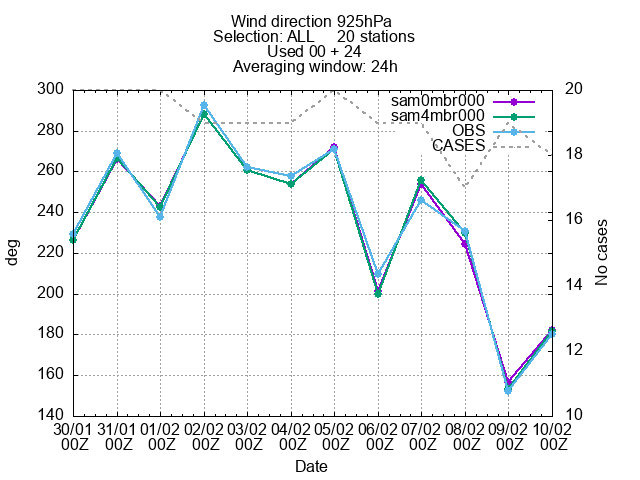 Wind direction 925hPa
Selection: ALL 20 stations
Used 00 + 24
Averaging window: 24h
300
280
260
240
220
200
180
160
140
deg
20
18
16
14
12
10
No cases
sam0mbr000
sam4mbr000
OBS
CASES
30/01 31/01 01/02 02/02 03/02 04/02 05/02 06/02 07/02 08/02 09/02 10/02
00Z 00Z 00Z 00Z 00Z 00Z 00Z 00Z 00Z 00Z 00Z 00Z
Date